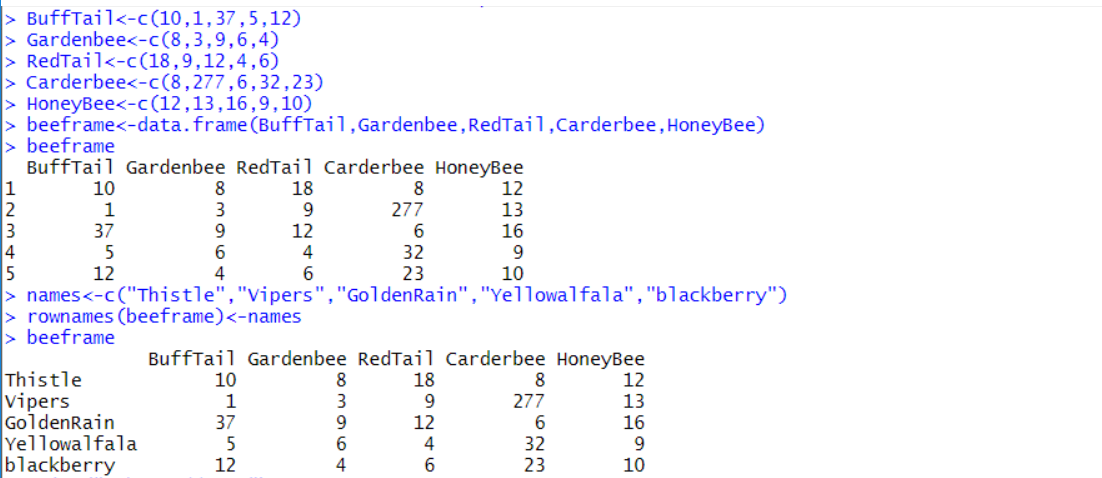 > BuffTail<-c(10,1,37,5,12)
> Gardenbee<-c(8,3,9,6,4)
> RedTail<-c(18,9,12,4,6)
> Carderbee<-c(8,277,6,32,23)
> HoneyBee<-c(12,13,16,9,10)
> beeframe<-data.frame(BuffTail,Gardenbee,RedTail,Carderbee,HoneyBee)
> beeframe
  BuffTail Gardenbee RedTail Carderbee HoneyBee
1       10         8      18         8       12
2        1         3       9       277       13
3       37         9      12         6       16
4        5         6       4        32        9
5       12         4       6        23       10
> names<-c("Thistle","Vipers","GoldenRain","Yellowalfala","blackberry")
> rownames(beeframe)<-names
> beeframe
             BuffTail Gardenbee RedTail Carderbee HoneyBee
Thistle            10         8      18         8       12
Vipers              1         3       9       277       13
GoldenRain         37         9      12         6       16
Yellowalfala        5         6       4        32        9
blackberry         12         4       6        23       10